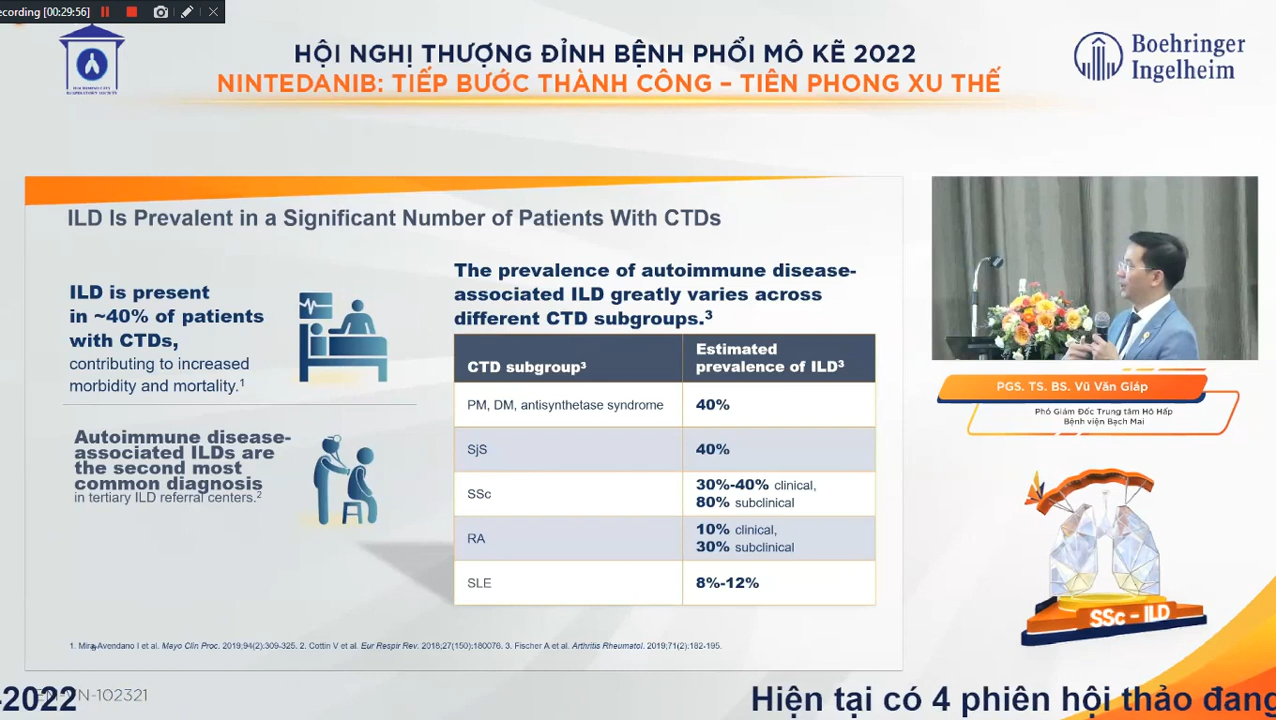 ecording [00:29:56]
HỘI NGHỊ THƯỢNG ĐỈNH BỆNH PHỔI MÔ KẼ 2022
NINTEDANIB: TIẾP BƯỚC THÀNH CÔNG – TIÊN PHONG XU THẾ
Boehringer
Ingelheim
ILD Is Prevalent in a Significant Number of Patients With CTDs
ILD is present
in ~40% of patients
with CTDs,
contributing to increased
morbidity and mortality.1
Autoimmune disease-
associated ILDs are
the second most
common diagnosis
in tertiary ILD referral centers.2
The prevalence of autoimmune disease-
associated ILD greatly varies across
different CTD subgroups.3
CTD subgroup3
Estimated
prevalence of ILD3
PM, DM, antisynthetase syndrome
40%
SjS
40%
SSc
30%-40% clinical,
80% subclinical
RA
10% clinical,
30% subclinical
SLE
8%-12%
1. Mira-Avendano I et al. Mayo Clin Proc. 2019;94(2):309-325. 2. Cottin V et al. Eur Respir Rev. 2018;27(150):180076. 3. Fischer A et al. Arthritis Rheumatol. 2019;71(2):182-195.
PGS. TS. BS. Vũ Văn Giáp
Phó Giám Đốc Trung tâm Hô Hấp
Bệnh viện Bạch Mai
SSc - ILD
-2022
-102321
Hiện tại có 4 phiên hội thảo đang